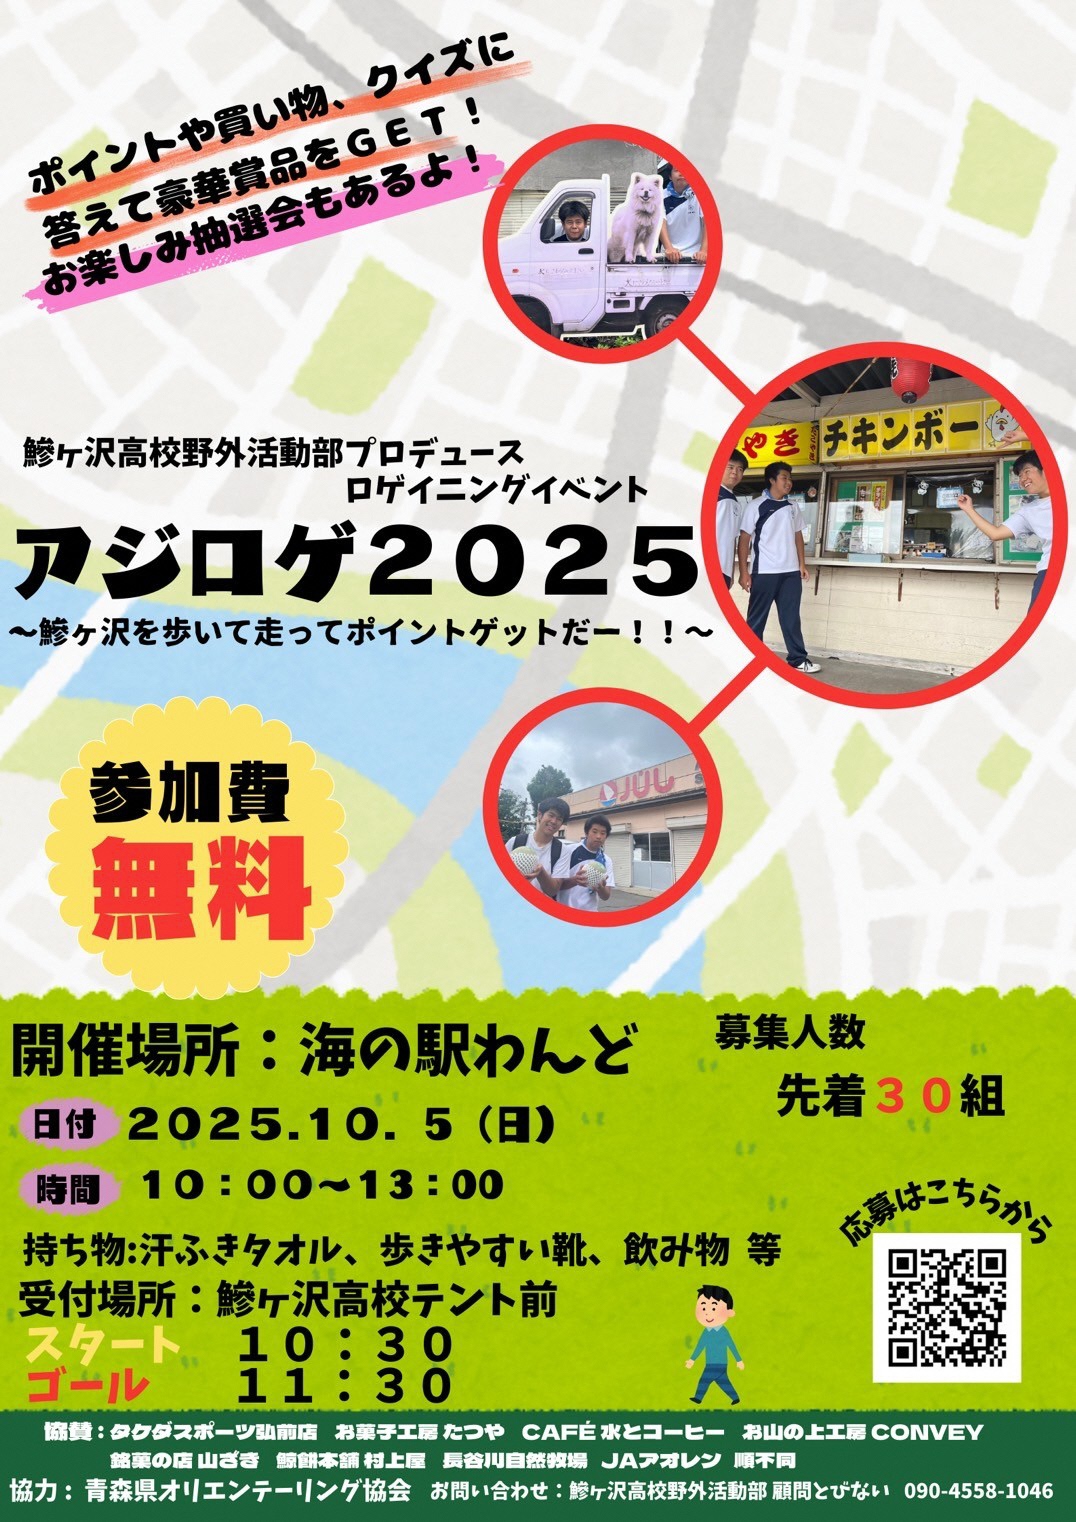 ポイントや買い物、クイズに
答えて豪華賞品をＧＥＴ！
お楽しみ抽選会もあるよ！
やき
チキンボー
鰺ヶ沢高校野外活動部プロデュース
ロゲイニングイベント
アジロゲ２０２５
～鰺ヶ沢を歩いて走ってポイントゲットだー！！～
参加費
無料
開催場所：海の駅わんど
募集人数
先着３０組
日付 ２０２５.１０. ５（日）
時間 １０：００～１３：００
応募はこちらから
持ち物:汗ふきタオル、歩きやすい靴、飲み物 等
受付場所：鰺ヶ沢高校テント前
スタート １０：３０
ゴール １１：３０
協賛：タケダスポーツ弘前店 お菓子工房 たつや CAFÉ 水とコーヒー お山の上工房 CONVEY
銘菓の店 山ざき 鯨餅本舗 村上屋 長谷川自然牧場 JAアオレン 順不同
協力：青森県オリエンテーリング協会 お問い合わせ：鰺ヶ沢高校野外活動部 顧問とびない 090-4558-1046